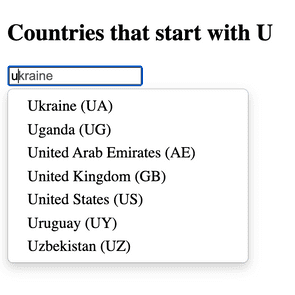 Countries that start with U
ukraine
Ukraine (UA)
Uganda (UG)
United Arab Emirates (AE)
United Kingdom (GB)
United States (US)
Uruguay (UY)
Uzbekistan (UZ)